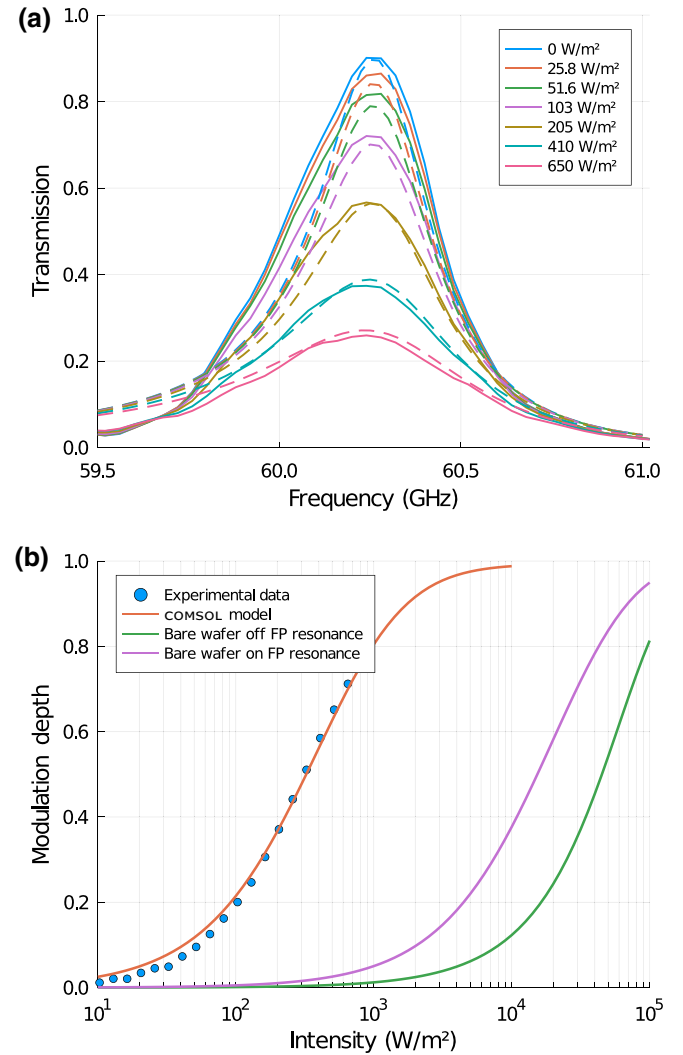 (a)
1.0
0.8
0.6
0.4
0.2
0.0
Transmission
0 W/m²
25.8 W/m²
51.6 W/m²
103 W/m²
205 W/m²
410 W/m²
650 W/m²
59.5
60.0
60.5
61.0
Frequency (GHz)
(b)
1.0
0.8
0.6
0.4
0.2
0.0
Modulation depth
Experimental data
COMSOL model
Bare wafer off FP resonance
Bare wafer on FP resonance
10¹
10²
10³
10⁴
10⁵
Intensity (W/m²)